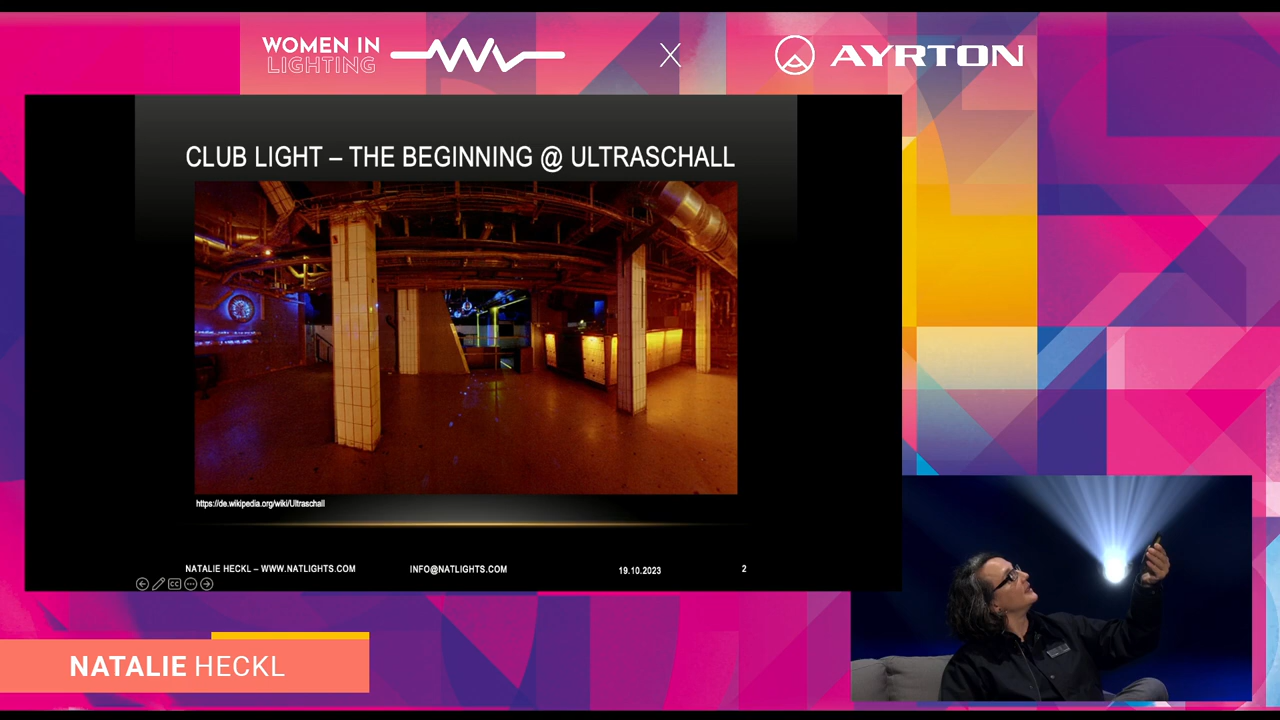 WOMEN IN
LIGHTING
X
AYRTON
CLUB LIGHT – THE BEGINNING @ ULTRASCHALL
https://de.wikipedia.org/wiki/Ultraschall
NATALIE HECKL – WWW.NATLIGHTS.COM
INFO@NATLIGHTS.COM
19.10.2023
2
CC
NATALIE HECKL